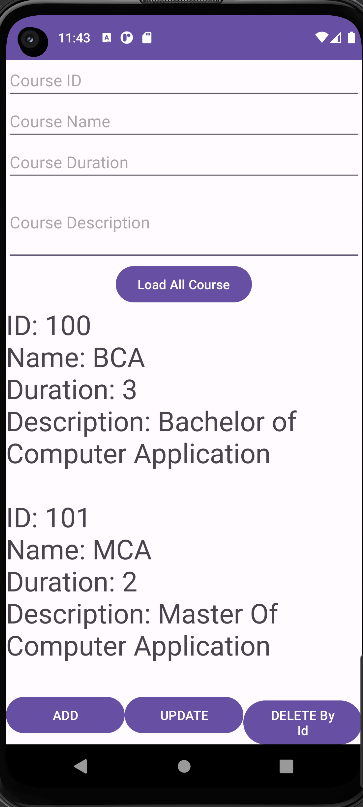 11:43
Course ID
Course Name
Course Duration
Course Description
Load All Course
ID: 100
Name: BCA
Duration: 3
Description: Bachelor of
Computer Application
ID: 101
Name: MCA
Duration: 2
Description: Master Of
Computer Application
ADD
UPDATE
DELETE By
Id